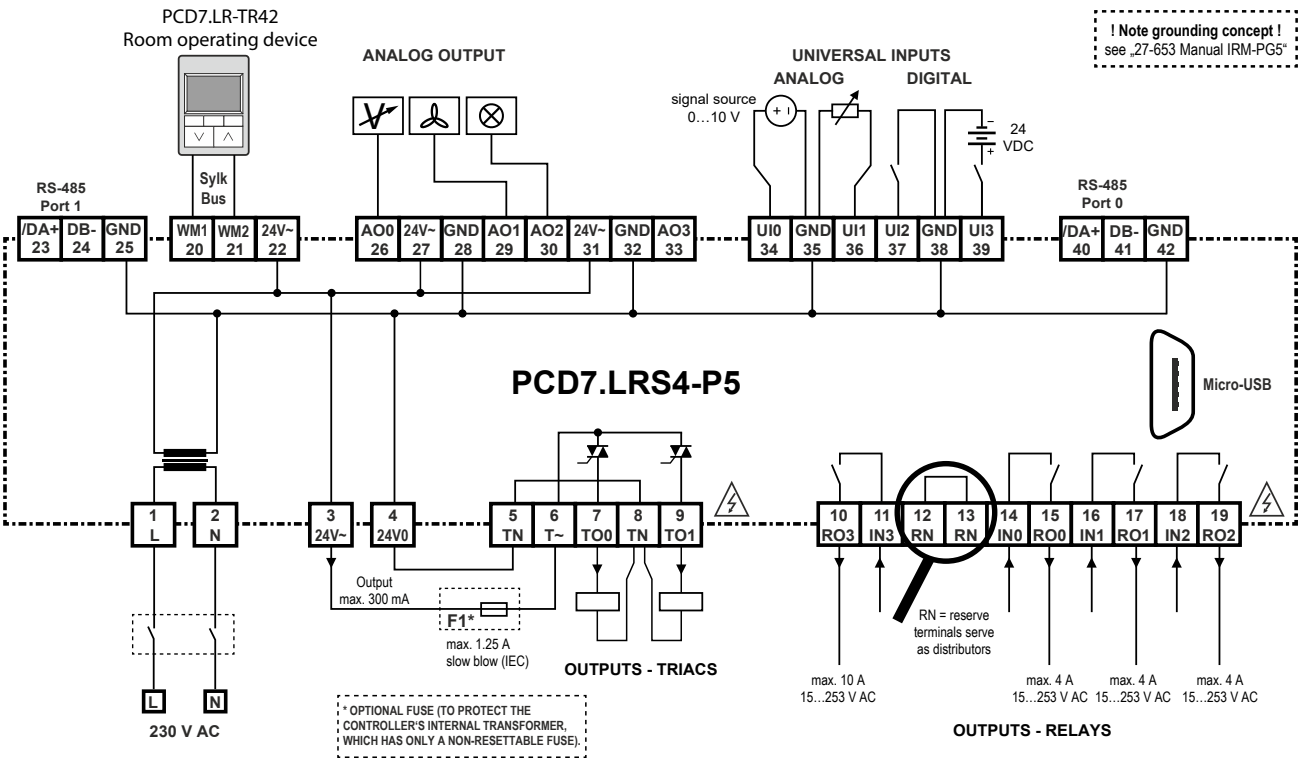 PCD7.LR-TR42
Room operating device
ANALOG OUTPUT
UNIVERSAL INPUTS
ANALOG
DIGITAL
! Note grounding concept !
see „27-653 Manual IRM-PG5“
signal source
0…10 V
+
−
24
VDC
+
Sylk
Bus
RS-485
Port 1
RS-485
Port 0
/DA+ DB- GND
23 24 25
WM1 WM2 24V~
20 21 22
AO0 24V~ GND AO1 AO2 24V~ GND AO3
26 27 28 29 30 31 32 33
UI0 GND UI1 UI2 GND UI3
34 35 36 37 38 39
/DA+ DB- GND
40 41 42
PCD7.LRS4-P5
Micro-USB
1 2 3 4
L N 24V~ 24V0
5 6 7 8 9
TN T~ TO0 TN TO1
10 11 12 13 14 15 16 17 18 19
RO3 IN3 RN RN IN0 RO0 IN1 RO1 IN2 RO2
Output
max. 300 mA
F1*
max. 1.25 A
slow blow (IEC)
OUTPUTS - TRIACS
RN = reserve
terminals serve
as distributors
max. 10 A
15…253 V AC
max. 4 A
15…253 V AC
max. 4 A
15…253 V AC
max. 4 A
15…253 V AC
OUTPUTS - RELAYS
L N
230 V AC
* OPTIONAL FUSE (TO PROTECT THE
CONTROLLER‘S INTERNAL TRANSFORMER,
WHICH HAS ONLY A NON-RESETTABLE FUSE).